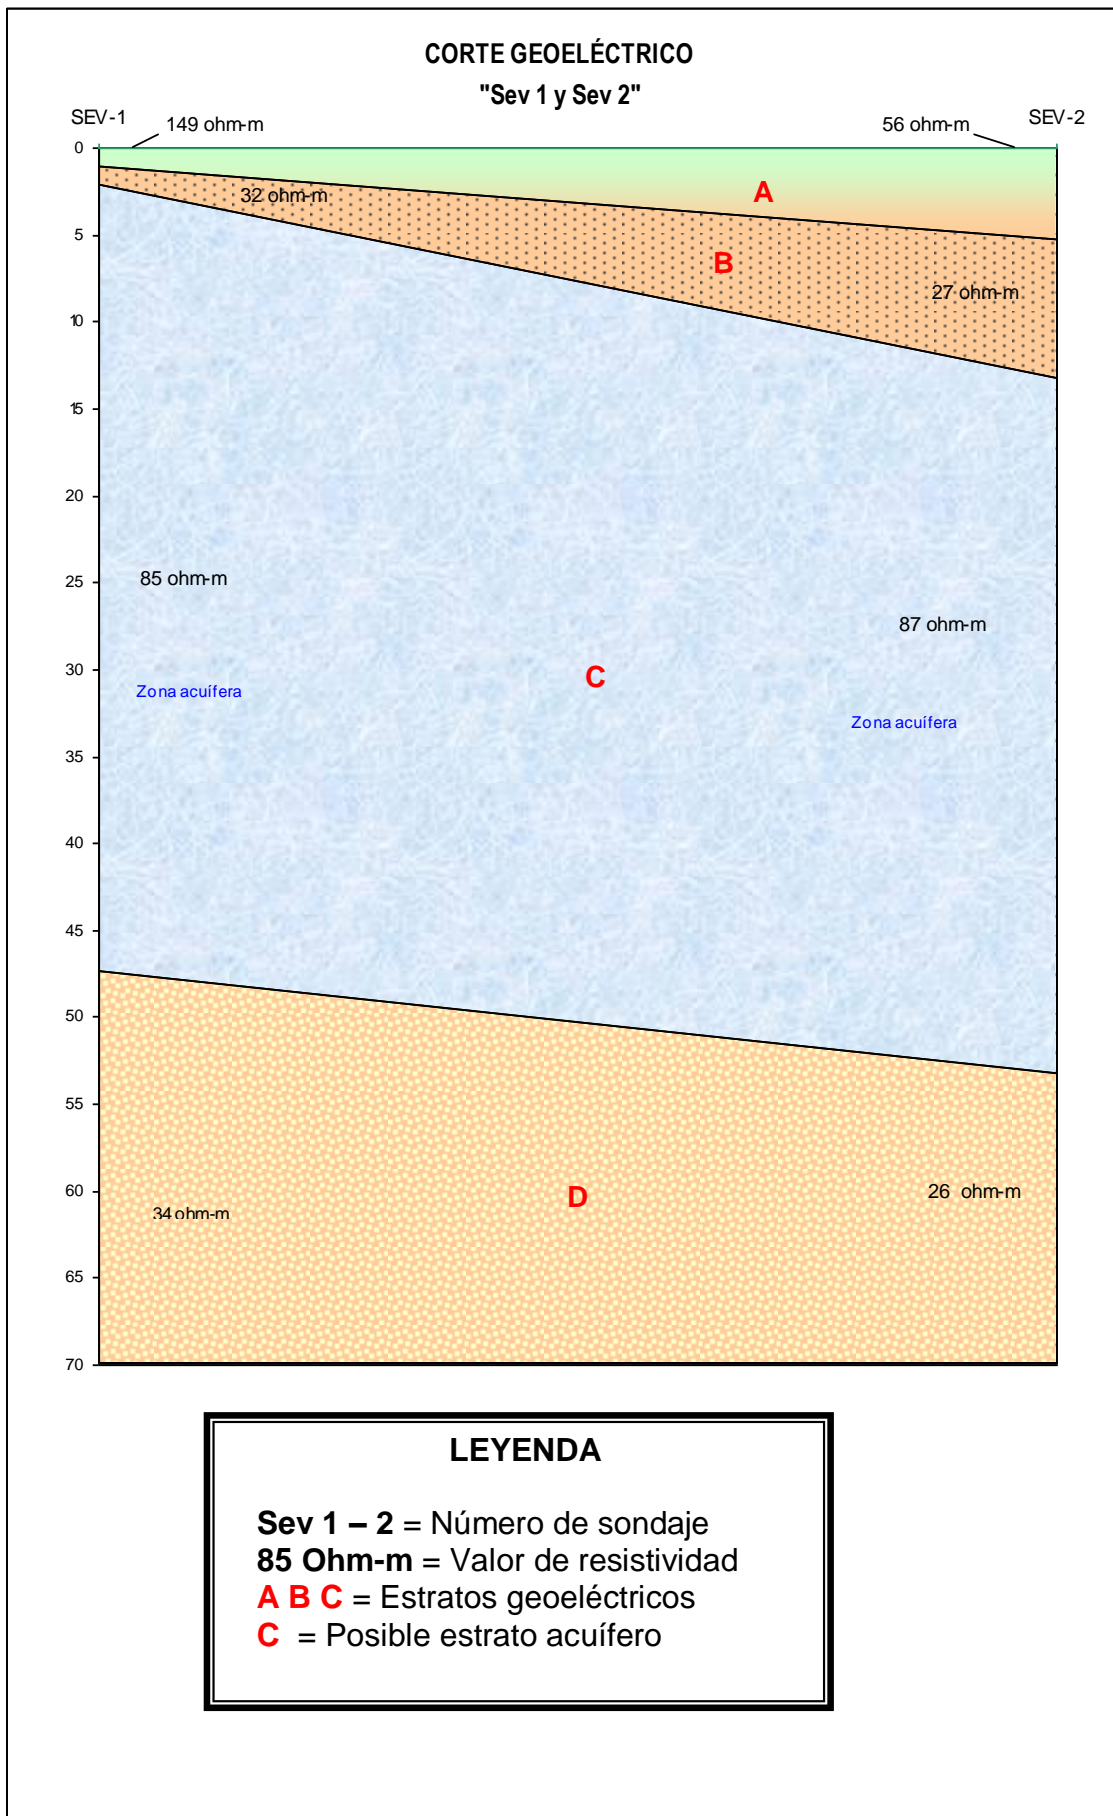 CORTE GEOELÉCTRICO
"Sev 1 y Sev 2"
SEV-1 149 ohm-m 56 ohm-m SEV-2
0
A
32 ohm-m
5
B
27 ohm-m
10
15
20
25
85 ohm-m
87 ohm-m
30
C
Zona acuífera
Zona acuífera
35
40
45
50
55
60
D
26 ohm-m
34 ohm-m
65
70
LEYENDA
Sev 1 – 2 = Número de sondaje
85 Ohm-m = Valor de resistividad
A B C = Estratos geoeléctricos
C = Posible estrato acuífero